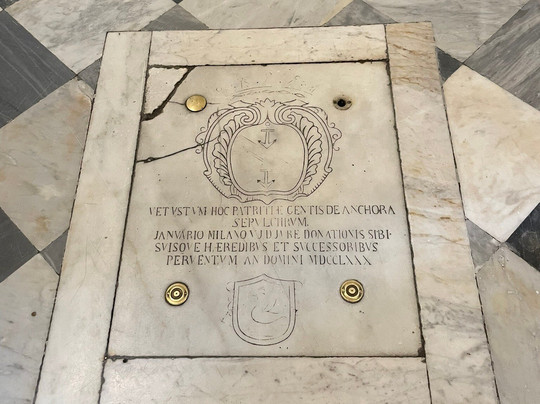 VETVSTVM HOC PATRITIÆ GENTIS DE ANCHORA
SEPVLCHRVM
JANVARIO MILANO V.J.D JVRE DONATIONIS SIBI
SVISQVE HÆREDIBVS ET SVCCESSORIBVS
PERVENTVM AN DOMINI MDCCLXXX